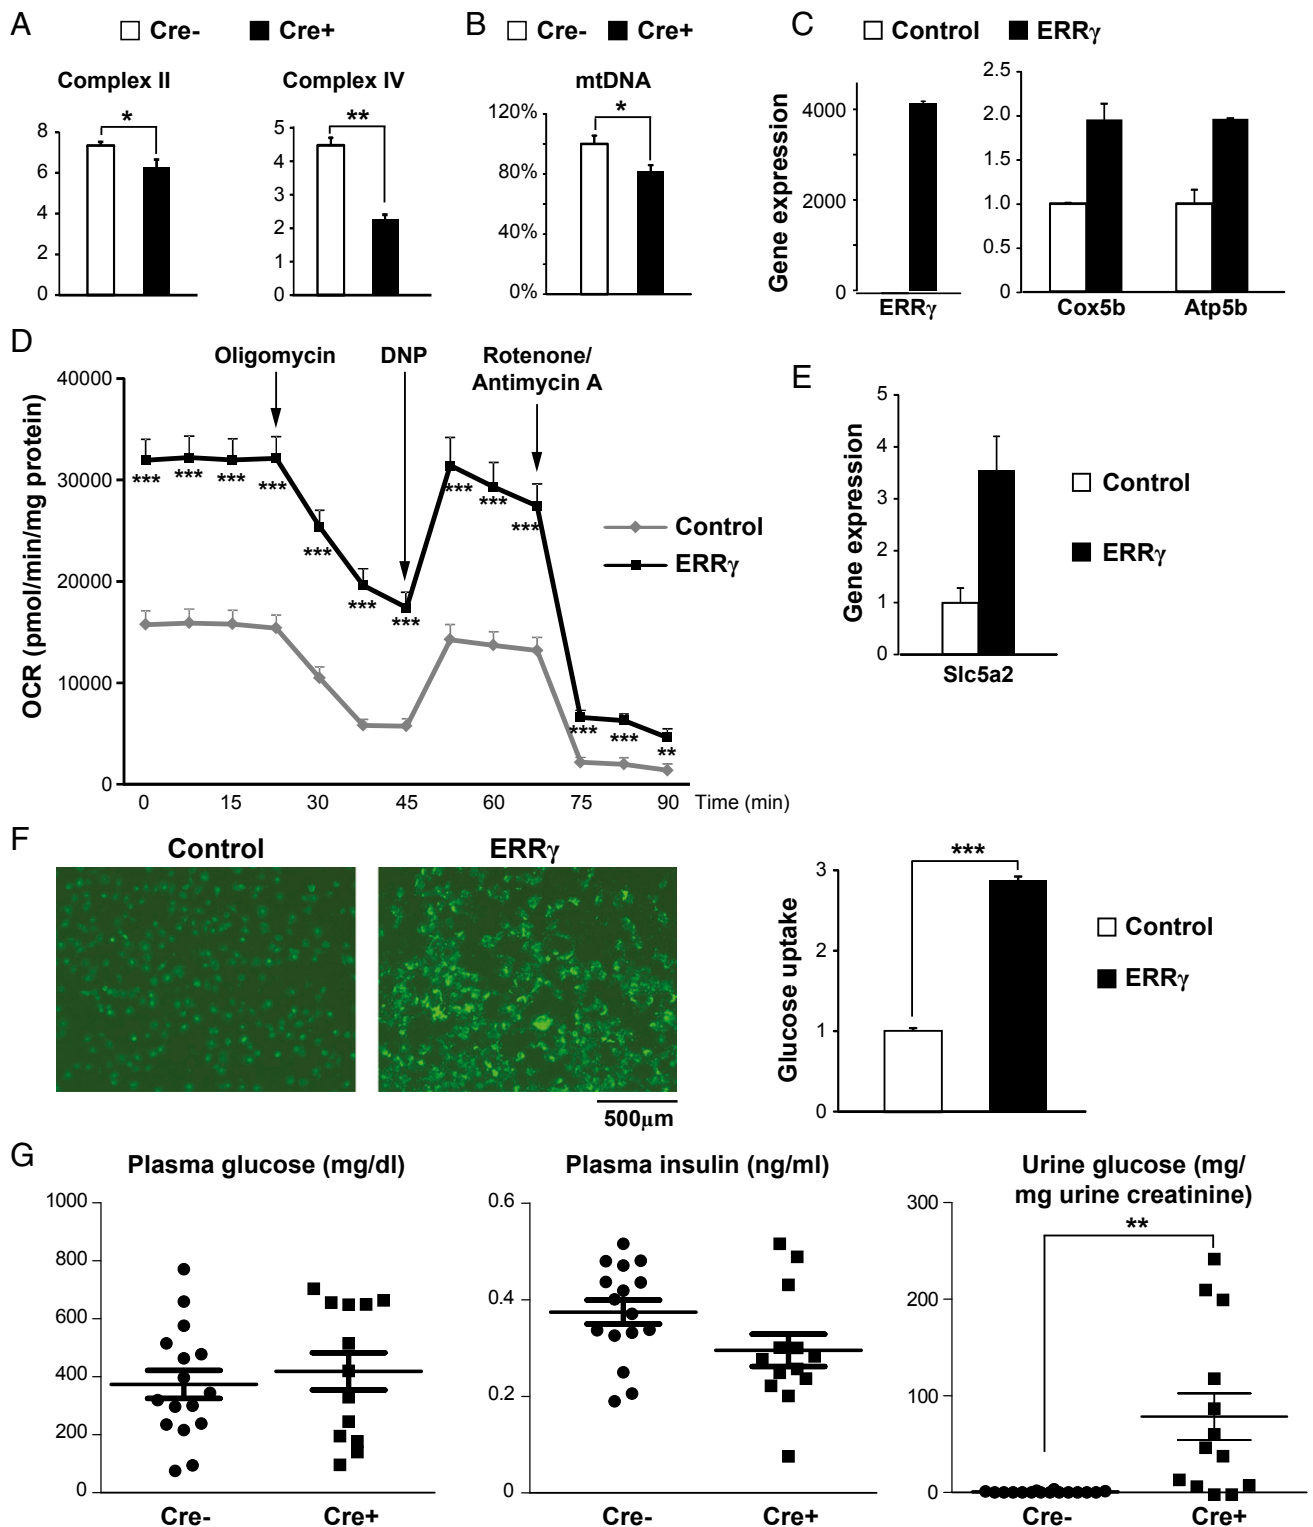 A
Cre-
Cre+
Complex II
Complex IV
*
**
8
6
4
2
0
5
4
3
2
1
0
B
Cre-
Cre+
mtDNA
*
120%
80%
40%
0%
C
Control
ERRγ
Gene expression
4000
2000
0
ERRγ
2.5
2.0
1.5
1.0
0.5
0
Cox5b
Atp5b
D
Oligomycin
DNP
Rotenone/
Antimycin A
OCR (pmol/min/mg protein)
40000
30000
20000
10000
0
***
***
***
***
***
***
***
***
***
***
***
***
**
Control
ERRγ
0
15
30
45
60
75
90
Time (min)
E
Gene expression
5
4
3
2
1
0
Slc5a2
Control
ERRγ
F
Control
ERRγ
500μm
Glucose uptake
3
2
1
0
***
Control
ERRγ
G
Plasma glucose (mg/dl)
1000
800
600
400
200
0
Cre-
Cre+
Plasma insulin (ng/ml)
0.6
0.4
0.2
0
Cre-
Cre+
Urine glucose (mg/
mg urine creatinine)
**
300
200
100
0
Cre-
Cre+